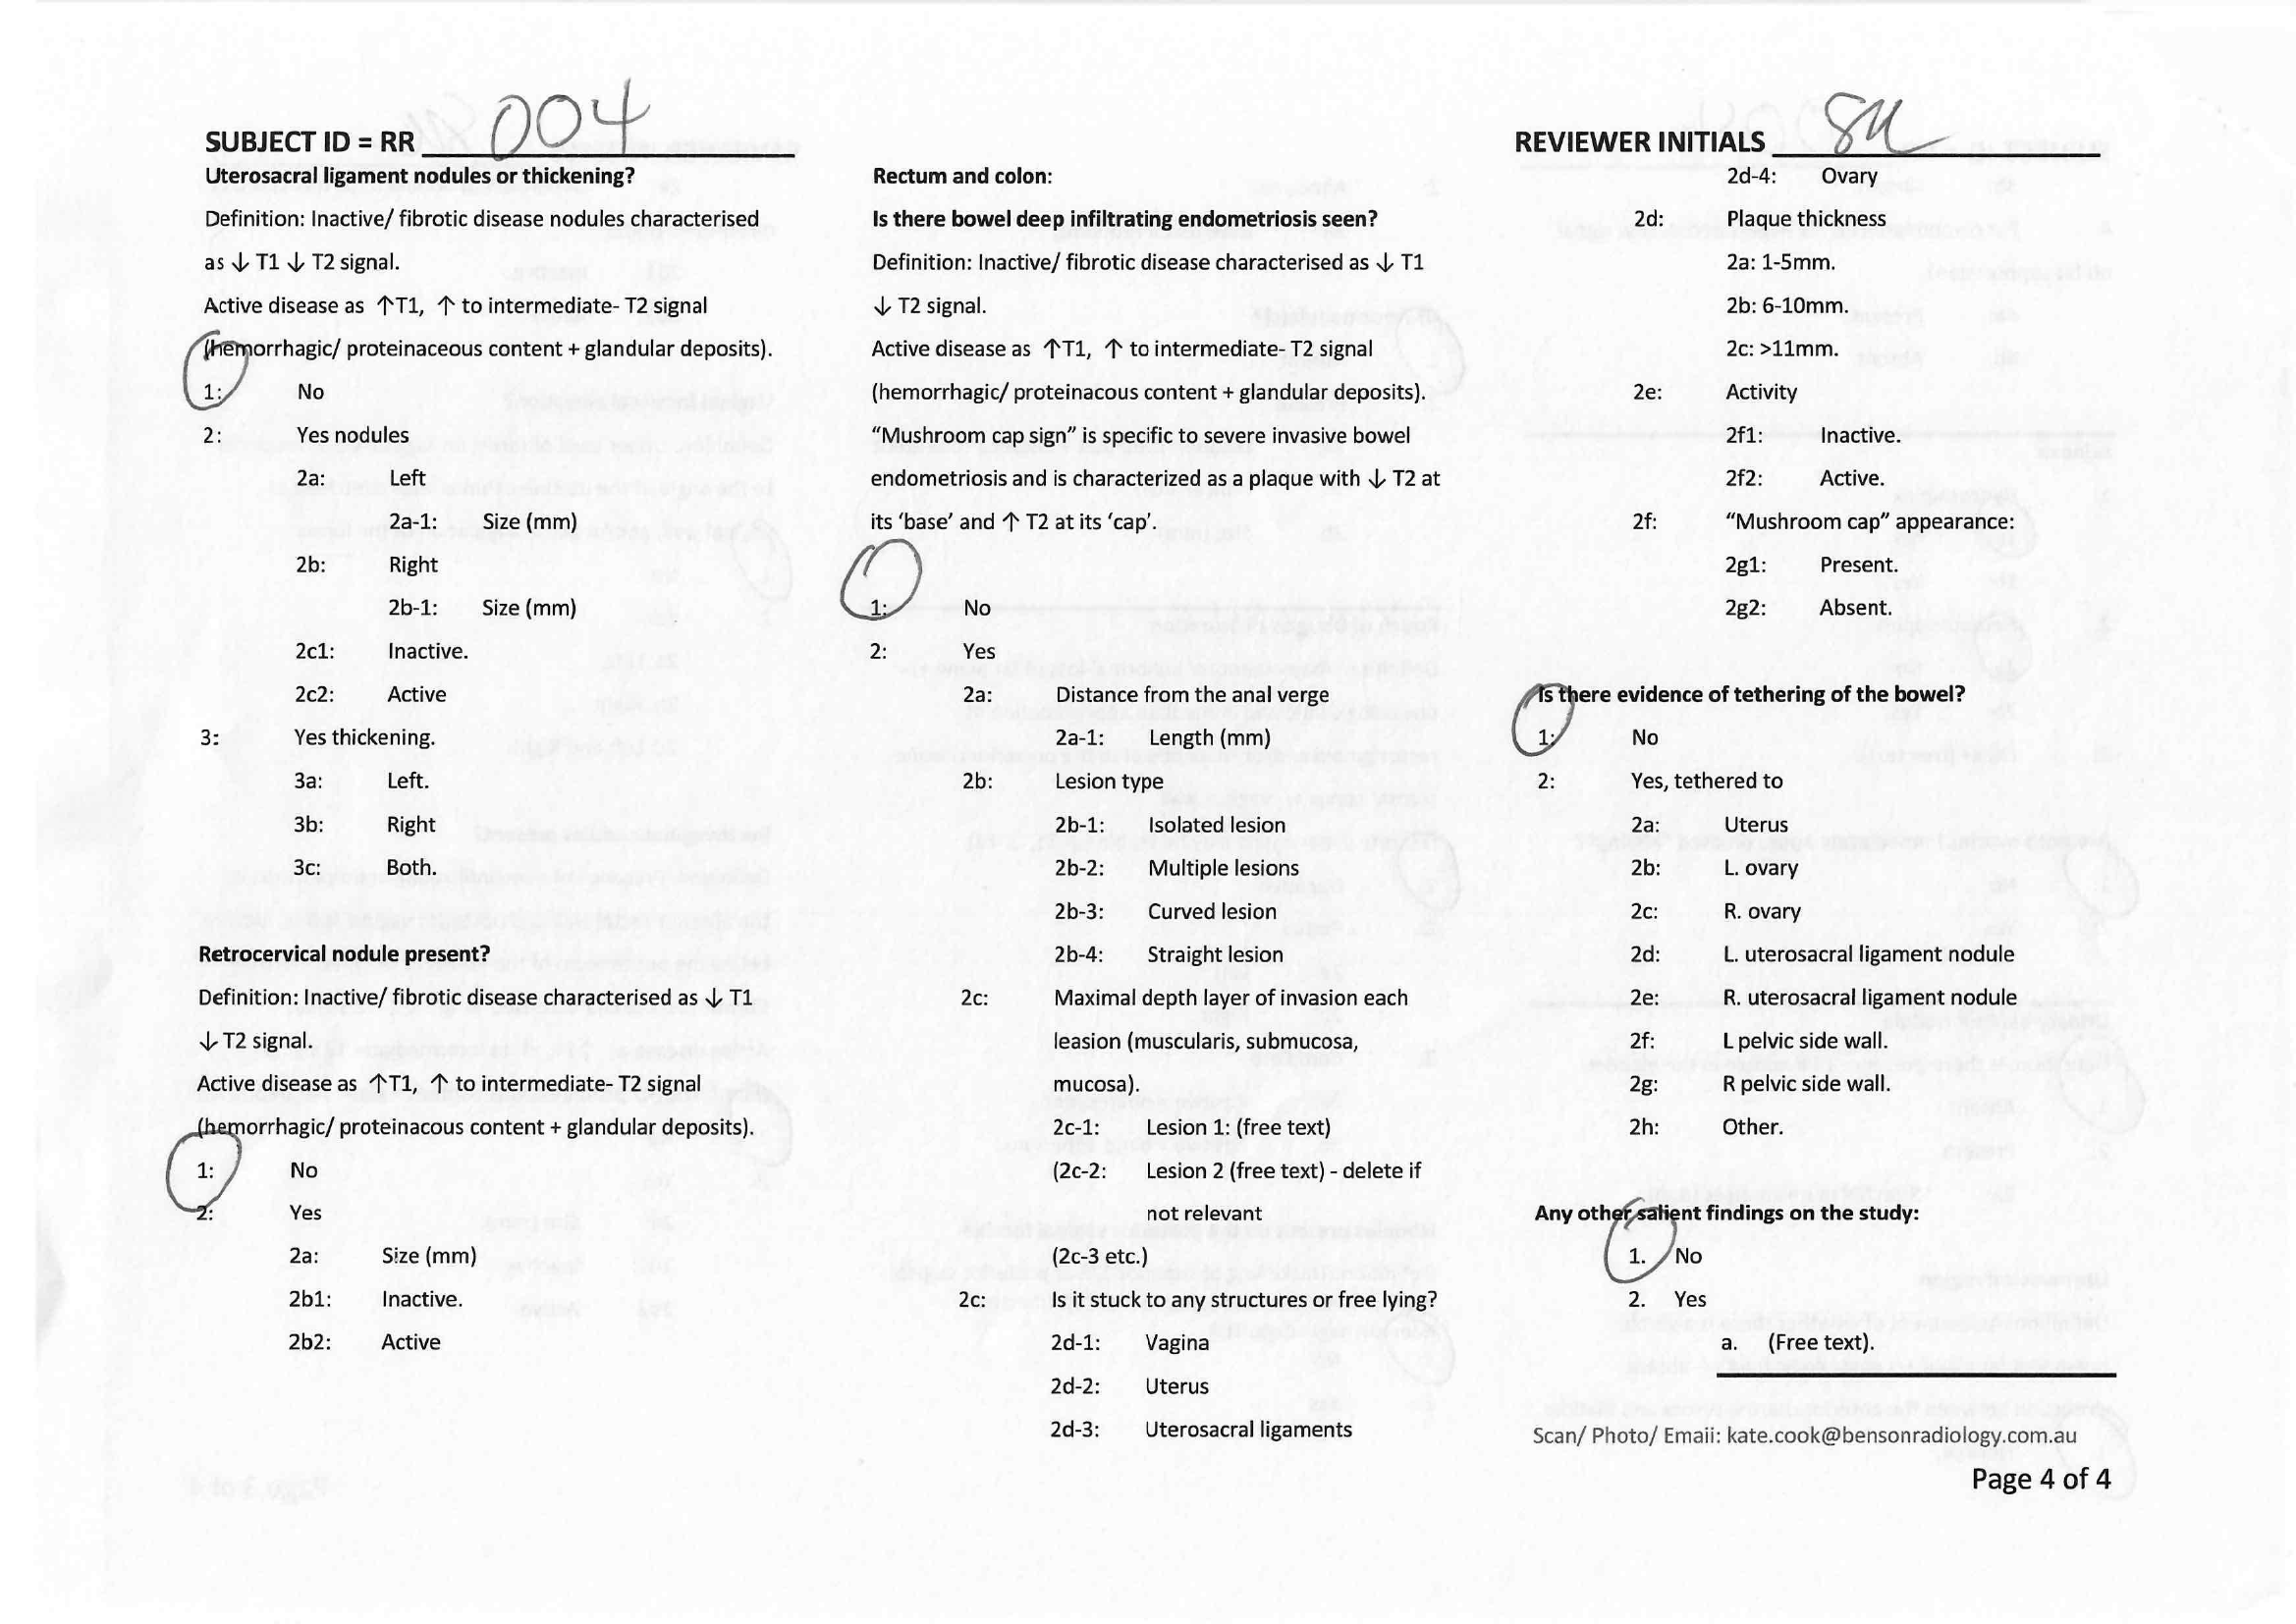 SUBJECT ID = RR 004
REVIEWER INITIALS SM
Uterosacral ligament nodules or thickening?
Definition: Inactive/ fibrotic disease nodules characterised
as ↓ T1 ↓ T2 signal.
Active disease as ↑T1, ↑ to intermediate- T2 signal
(hemorrhagic/ proteinaceous content + glandular deposits).
1: No
2: Yes nodules
2a: Left
2a-1: Size (mm)
2b: Right
2b-1: Size (mm)
2c1: Inactive.
2c2: Active
3: Yes thickening.
3a: Left.
3b: Right
3c: Both.
Retrocervical nodule present?
Definition: Inactive/ fibrotic disease characterised as ↓ T1
↓ T2 signal.
Active disease as ↑T1, ↑ to intermediate- T2 signal
(hemorrhagic/ proteinacous content + glandular deposits).
1: No
2: Yes
2a: Size (mm)
2b1: Inactive.
2b2: Active
Rectum and colon:
Is there bowel deep infiltrating endometriosis seen?
Definition: Inactive/ fibrotic disease characterised as ↓ T1
↓ T2 signal.
Active disease as ↑T1, ↑ to intermediate- T2 signal
(hemorrhagic/ proteinacous content + glandular deposits).
“Mushroom cap sign” is specific to severe invasive bowel
endometriosis and is characterized as a plaque with ↓ T2 at
its ‘base’ and ↑ T2 at its ‘cap’.
1: No
2: Yes
2a: Distance from the anal verge
2a-1: Length (mm)
2b: Lesion type
2b-1: Isolated lesion
2b-2: Multiple lesions
2b-3: Curved lesion
2b-4: Straight lesion
2c: Maximal depth layer of invasion each
leasion (muscularis, submucosa,
mucosa).
2c-1: Lesion 1: (free text)
(2c-2: Lesion 2 (free text) - delete if
not relevant
(2c-3 etc.)
2c: Is it stuck to any structures or free lying?
2d-1: Vagina
2d-2: Uterus
2d-3: Uterosacral ligaments
2d-4: Ovary
2d: Plaque thickness
2a: 1-5mm.
2b: 6-10mm.
2c: >11mm.
2e: Activity
2f1: Inactive.
2f2: Active.
2f: “Mushroom cap” appearance:
2g1: Present.
2g2: Absent.
Is there evidence of tethering of the bowel?
1: No
2: Yes, tethered to
2a: Uterus
2b: L. ovary
2c: R. ovary
2d: L. uterosacral ligament nodule
2e: R. uterosacral ligament nodule
2f: L pelvic side wall.
2g: R pelvic side wall.
2h: Other.
Any other salient findings on the study:
1. No
2. Yes
a. (Free text).
Scan/ Photo/ Email: kate.cook@bensonradiology.com.au
Page 4 of 4